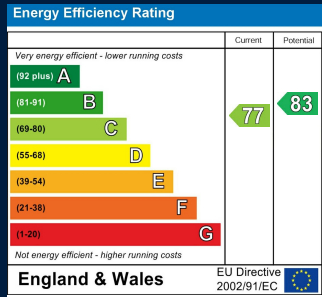 Energy Efficiency Rating
Current Potential
Very energy efficient - lower running costs
(92 plus) A
(81-91) B
(69-80) C
(55-68) D
(39-54) E
(21-38) F
(1-20) G
77
83
Not energy efficient - higher running costs
England & Wales
EU Directive
2002/91/EC